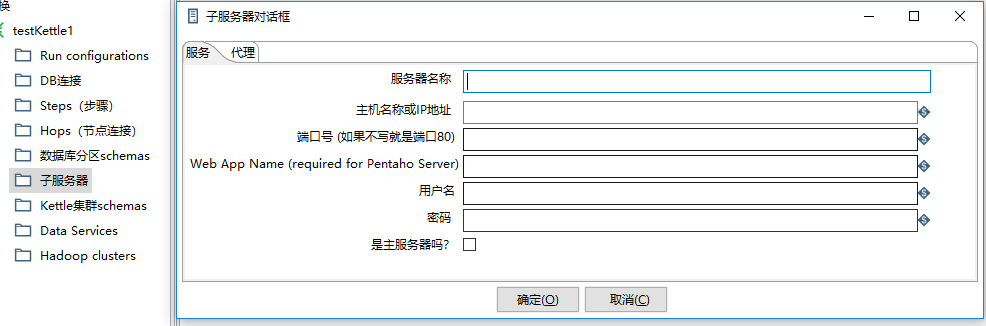 换
testKettle1
Run configurations
DB连接
Steps（步骤）
Hops（节点连接）
数据库分区schemas
子服务器
Kettle集群schemas
Data Services
Hadoop clusters
子服务器对话框
服务 代理
服务器名称
主机名称或IP地址
端口号 (如果不写就是端口80)
Web App Name (required for Pentaho Server)
用户名
密码
是主服务器吗?
确定(O) 取消(C)